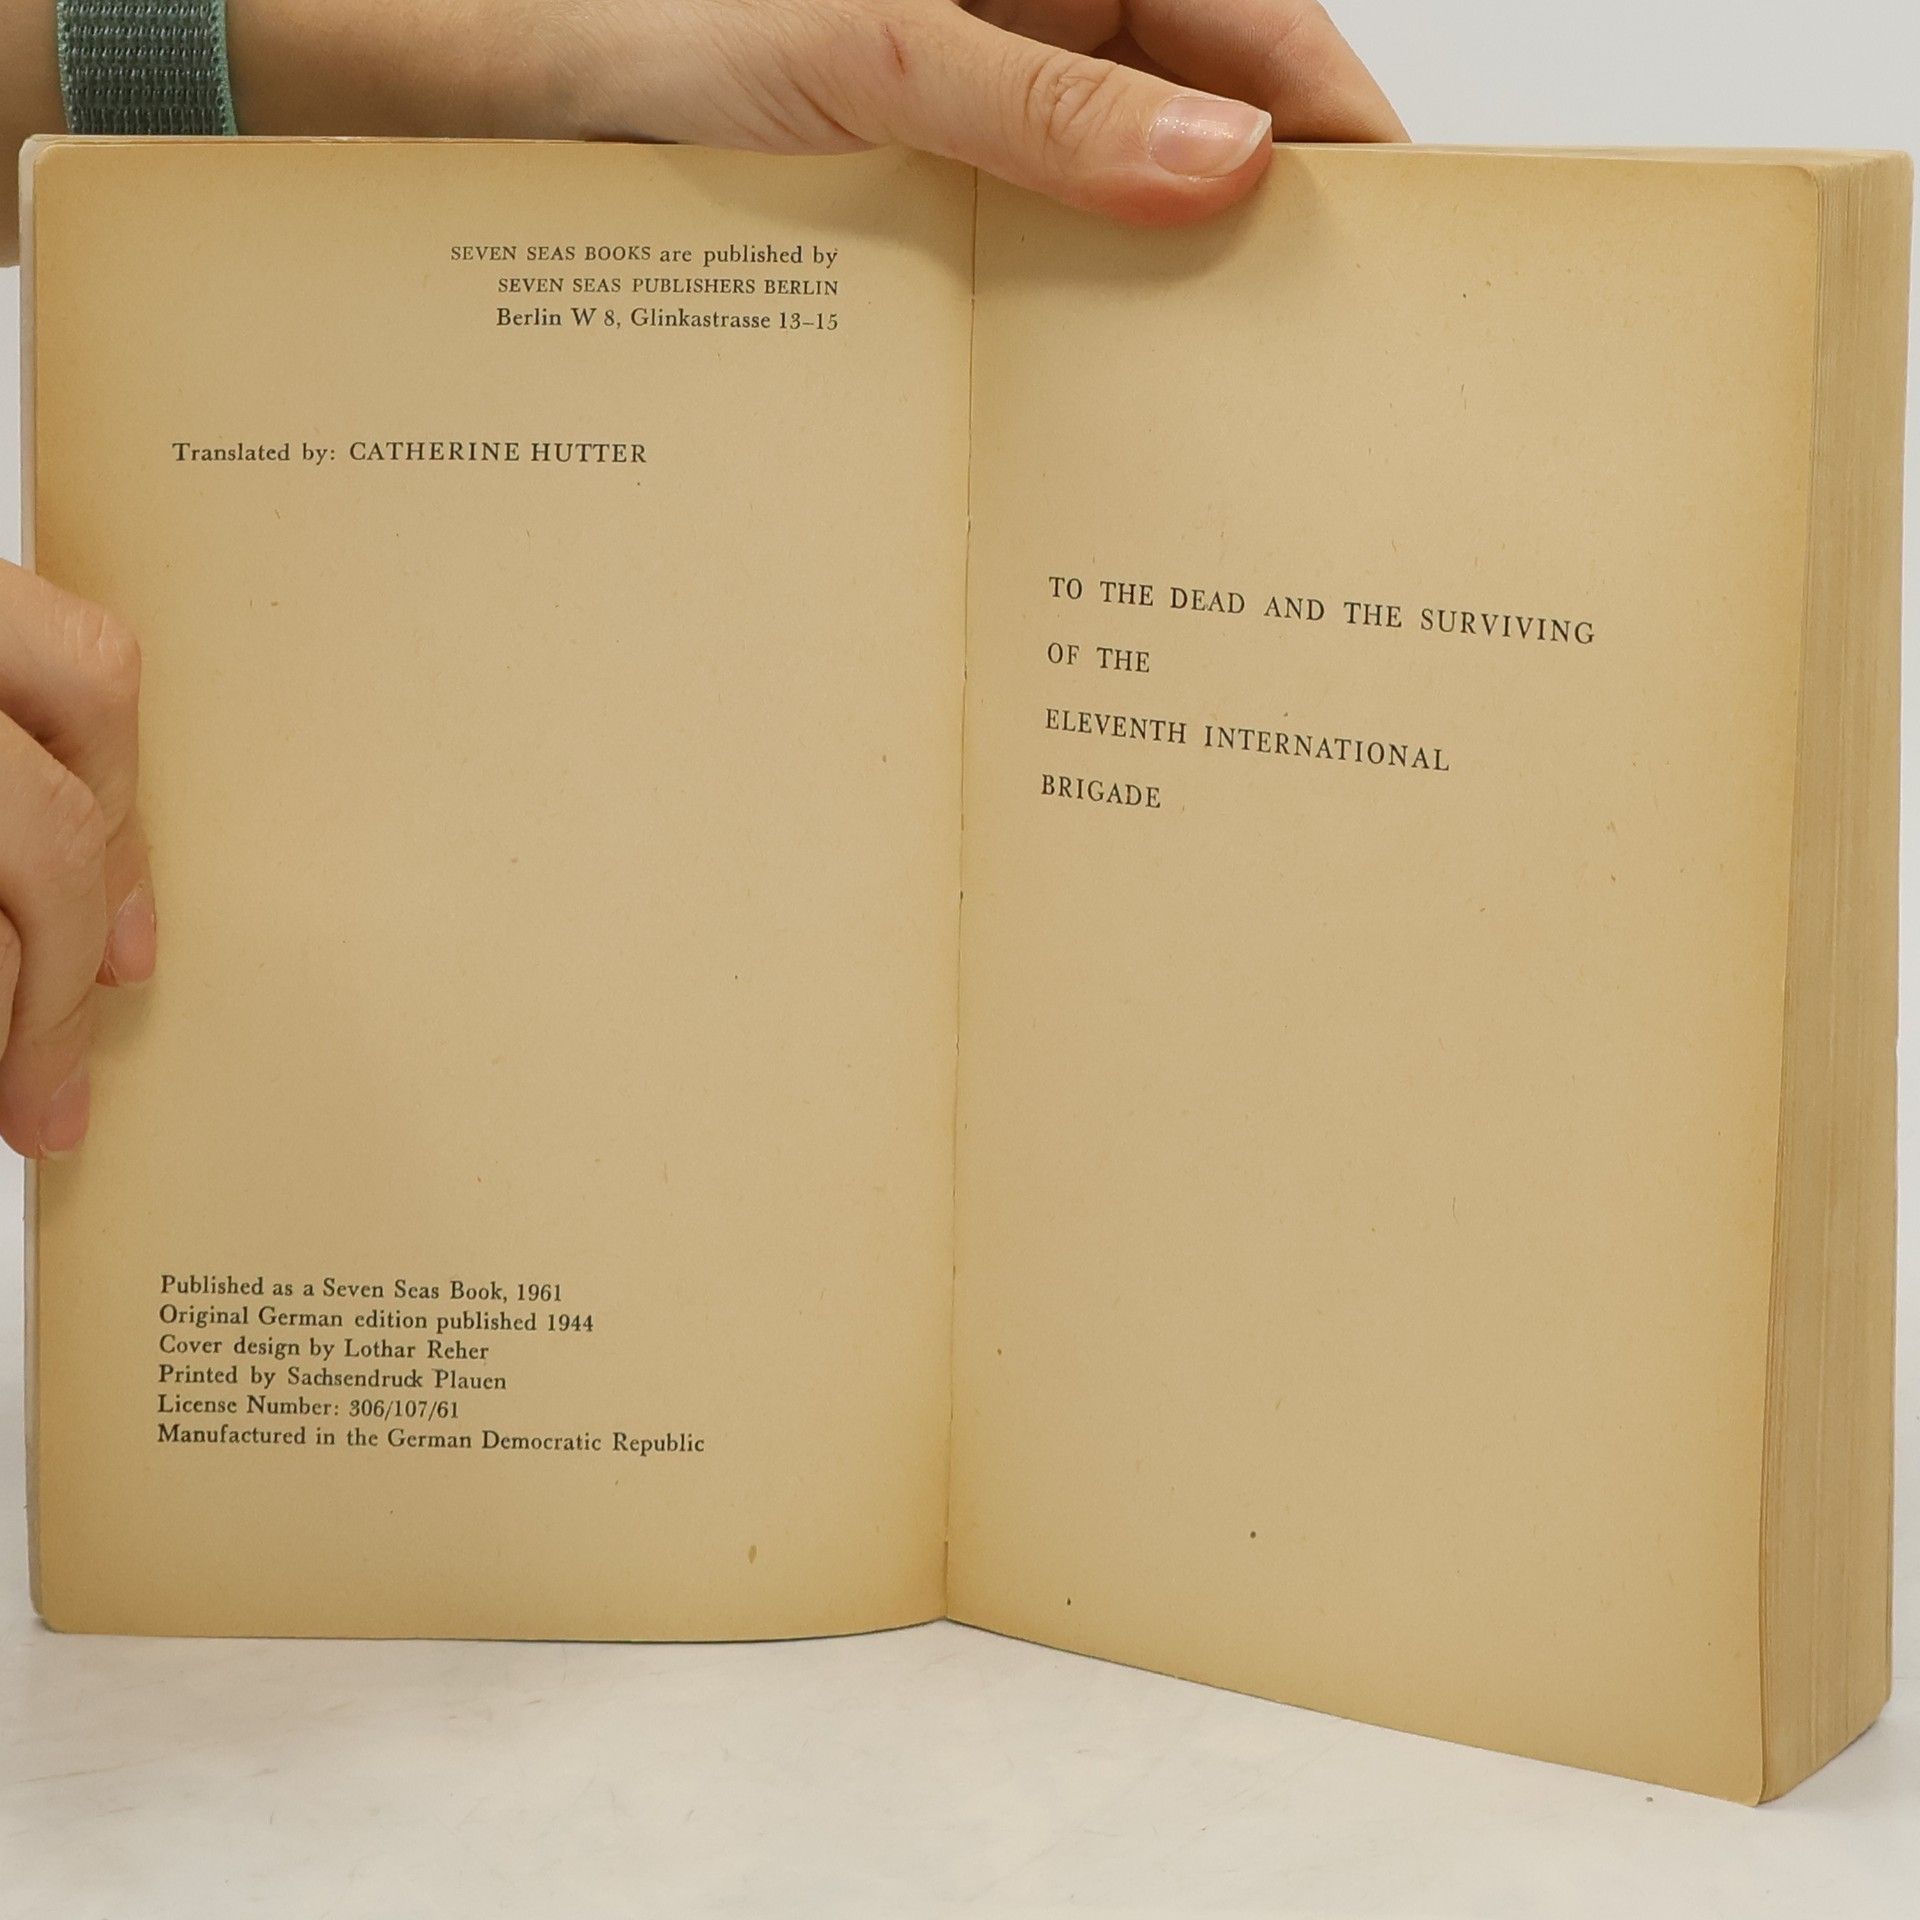 SEVEN SEAS BOOKS are published by
SEVEN SEAS PUBLISHERS BERLIN
Berlin W 8, Glinkastrasse 13–15
Translated by: CATHERINE HUTTER
Published as a Seven Seas Book, 1961
Original German edition published 1944
Cover design by Lothar Reher
Printed by Sachsendruck Plauen
License Number: 306/107/61
Manufactured in the German Democratic Republic
TO THE DEAD AND THE SURVIVING
OF THE
ELEVENTH INTERNATIONAL
BRIGADE